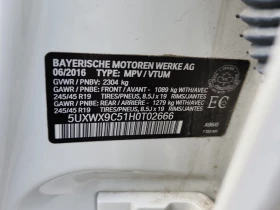 BAYERISCHE MOTOREN WERKE AG
06/2016 TYPE: MPV / VTUM
GVWR / PNBV: 2304 kg
GAWR / PNBE: FRONT / AVANT - 1089 kg WITH/AVEC
245/45 R19 TIRES/PNEUS, 8.5J x 19 RIMS/JANTES
GAWR / PNBE: REAR / ARRIERE - 1279 kg WITH/AVEC
245/45 R19 TIRES/PNEUS, 8.5J x 19 RIMS/JANTES
EC
5UXWX9C51H0T02666